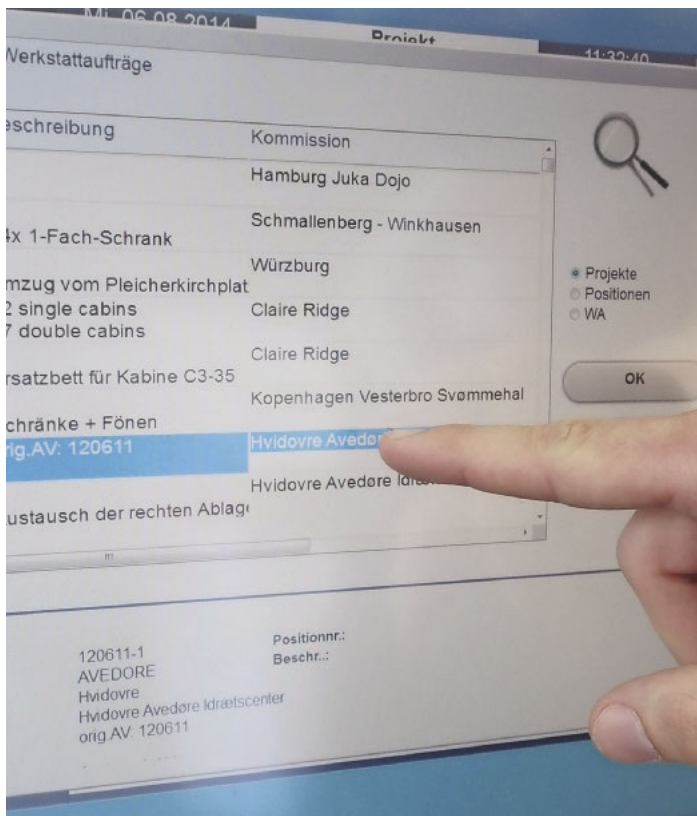 Mi, 06.08.2014
Projekt
11:32:40
Werkstattaufträge
eschreibung
Kommission
Hamburg Juka Dojo
4x 1-Fach-Schrank
Schmallenberg - Winkhausen
mzug vom Pleicherkirchplat
Würzburg
2 single cabins
7 double cabins
Claire Ridge
rsatzbett für Kabine C3-35
Claire Ridge
chränke + Fönen
Kopenhagen Vesterbro Svømmehal
rig.AV: 120611
Hvidovre Avedør
ustausch der rechten Ablag
Hvidovre Avedøre
Projekte
Positionen
WA
OK
120611-1
AVEDORE
Hvidovre
Hvidovre Avedøre Idrætscenter
orig.AV: 120611
Positionnr.:
Beschr..: